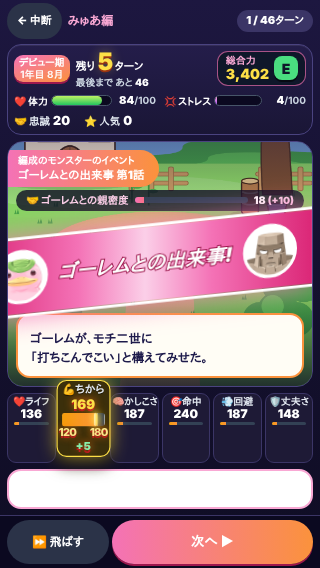 ← 中断
みゅあ編
1 / 46ターン
デビュー期
1年目 8月
残り5ターン
最後まで あと 46
総合力
3,402
E
体力
84/100
ストレス
4/100
忠誠 20
人気 0
編成のモンスターのイベント
ゴーレムとの出来事 第1話
ゴーレムとの親密度
18 (+10)
ゴーレムとの出来事!
ゴーレムが、モチ二世に
「打ちこんでこい」と構えてみせた。
ライフ
136
ちから
169
120 180
+5
かしこさ
187
命中
240
回避
187
丈夫さ
148
飛ばす
次へ ▶